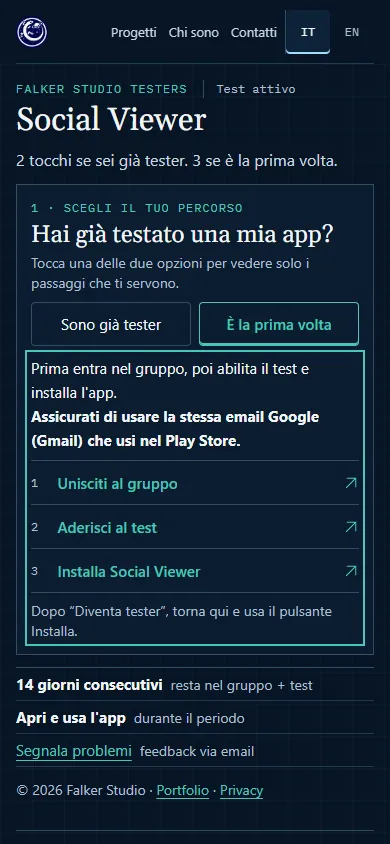 Progetti Chi sono Contatti IT EN
FALKER STUDIO TESTERS Test attivo
Social Viewer
2 tocchi se sei già tester. 3 se è la prima volta.
1 · SCEGLI IL TUO PERCORSO
Hai già testato una mia app?
Tocca una delle due opzioni per vedere solo i
passaggi che ti servono.
Sono già tester È la prima volta
Prima entra nel gruppo, poi abilita il test e
installa l'app.
Assicurati di usare la stessa email Google
(Gmail) che usi nel Play Store.
1 Unisciti al gruppo
2 Aderisci al test
3 Installa Social Viewer
Dopo “Diventa tester”, torna qui e usa il pulsante
Installa.
14 giorni consecutivi resta nel gruppo + test
Apri e usa l'app durante il periodo
Segnala problemi feedback via email
© 2026 Falker Studio · Portfolio · Privacy